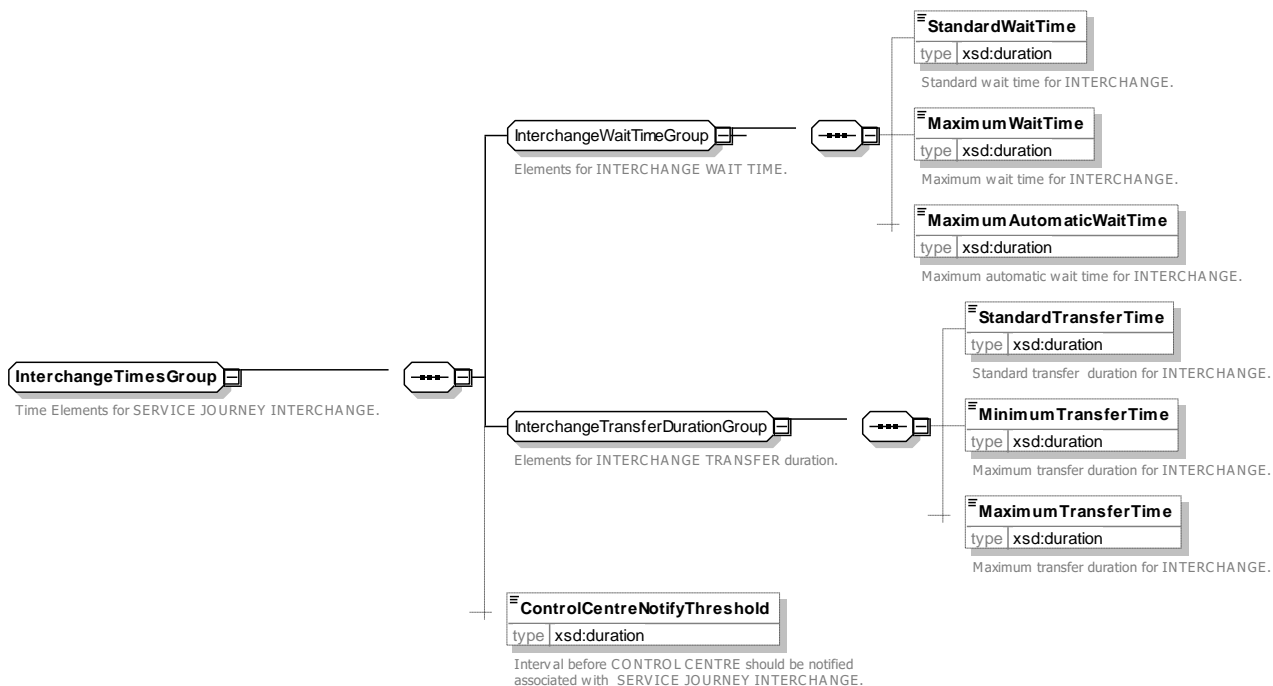 StandardWaitTime
type xsd:duration
Standard wait time for INTERCHANGE.
InterchangeWaitTimeGroup
Elements for INTERCHANGE WAIT TIME.
MaximumWaitTime
type xsd:duration
Maximum wait time for INTERCHANGE.
MaximumAutomaticWaitTime
type xsd:duration
Maximum automatic wait time for INTERCHANGE.
InterchangeTimesGroup
Time Elements for SERVICE JOURNEY INTERCHANGE.
StandardTransferTime
type xsd:duration
Standard transfer duration for INTERCHANGE.
InterchangeTransferDurationGroup
Elements for INTERCHANGE TRANSFER duration.
MinimumTransferTime
type xsd:duration
Maximum transfer duration for INTERCHANGE.
MaximumTransferTime
type xsd:duration
Maximum transfer duration for INTERCHANGE.
ControlCentreNotifyThreshold
type xsd:duration
Interval before CONTROL CENTRE should be notified
associated with SERVICE JOURNEY INTERCHANGE.